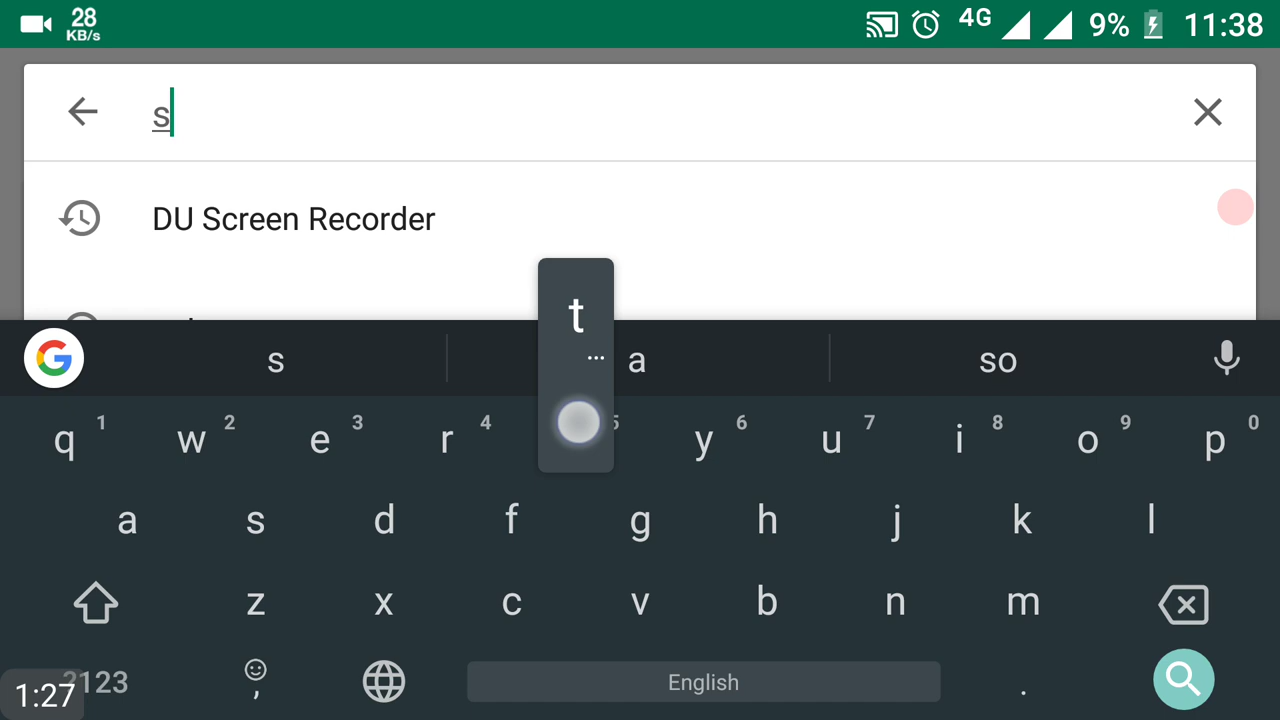 28
KB/s
4G
9%
11:38
s
DU Screen Recorder
t
...
s
a
so
q 1 w 2 e 3 r 4 5 y 6 u 7 i 8 o 9 p 0
a s d f g h j k l
z x c v b n m
123
,
English
.
1:27